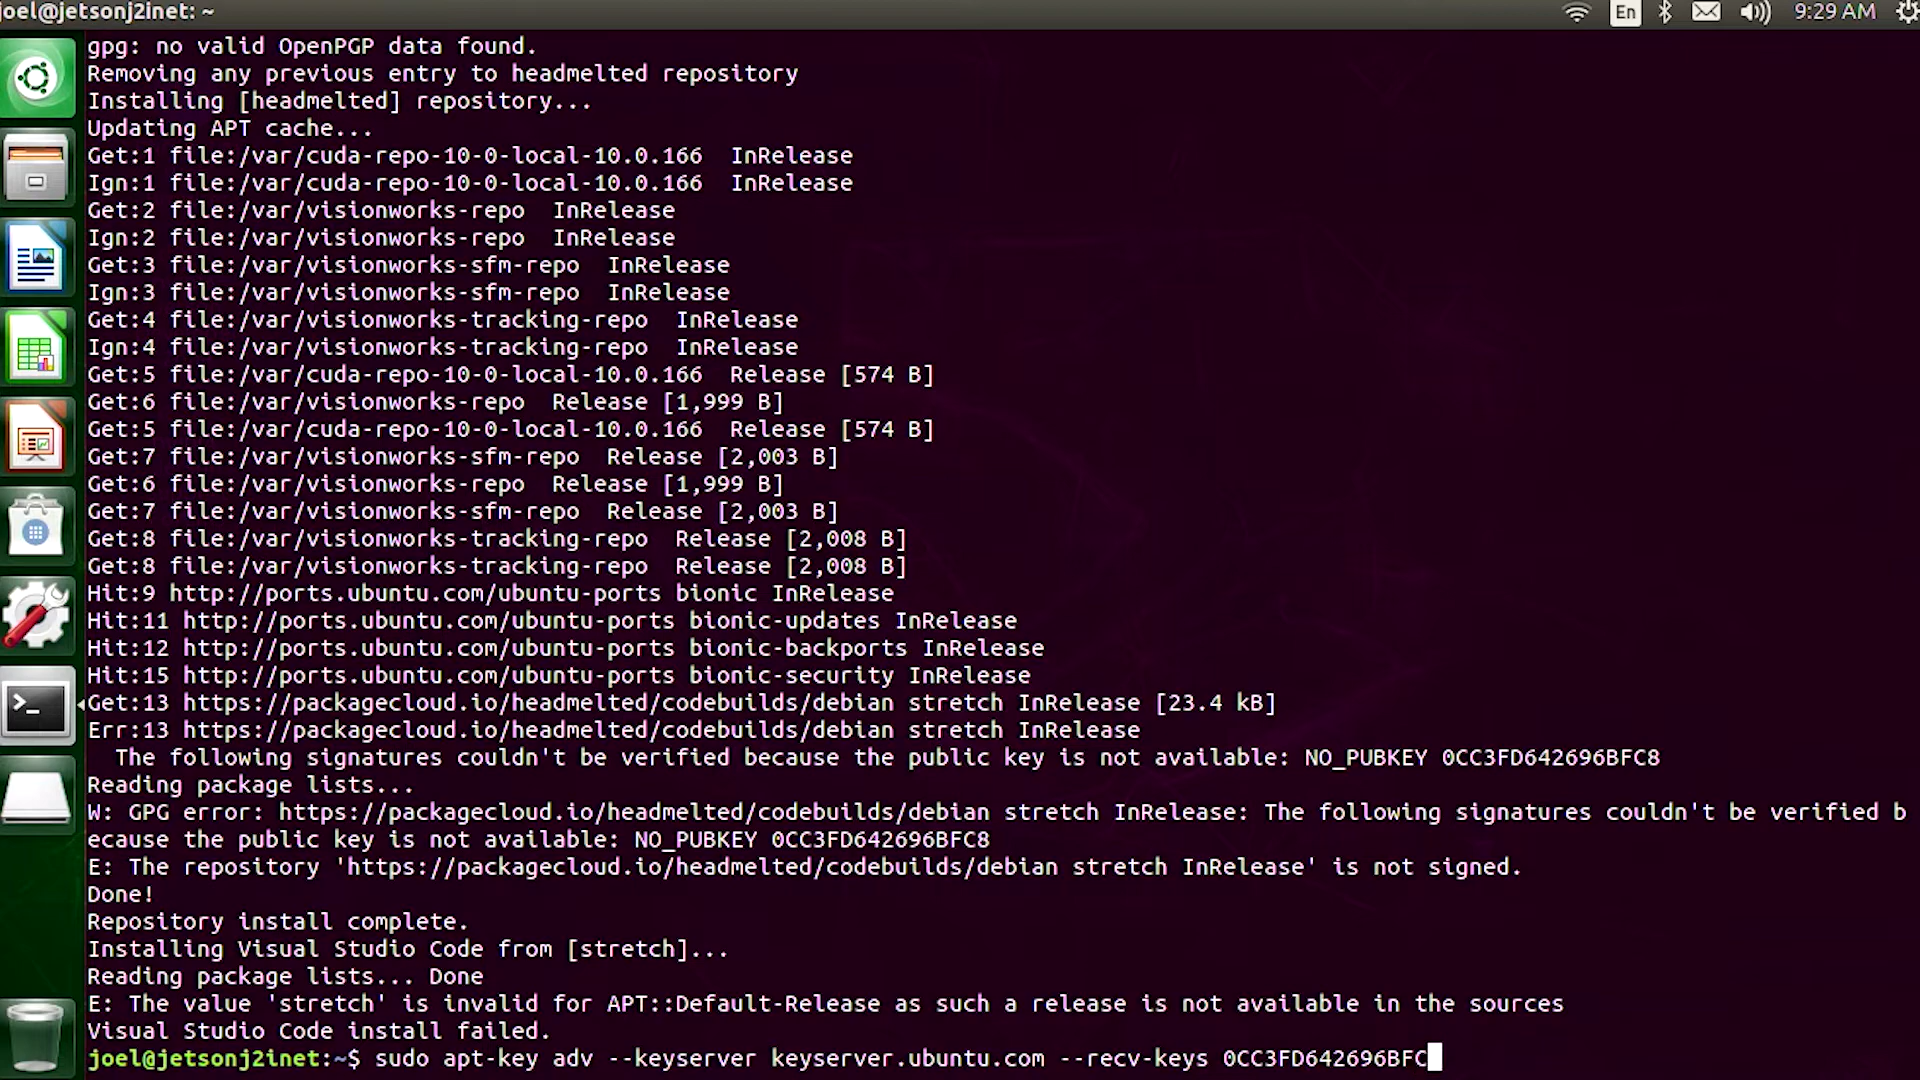 joel@jetsonj2inet: ~
En
9:29 AM
gpg: no valid OpenPGP data found.
Removing any previous entry to headmelted repository
Installing [headmelted] repository...
Updating APT cache...
Get:1 file:/var/cuda-repo-10-0-local-10.0.166  InRelease
Ign:1 file:/var/cuda-repo-10-0-local-10.0.166  InRelease
Get:2 file:/var/visionworks-repo  InRelease
Ign:2 file:/var/visionworks-repo  InRelease
Get:3 file:/var/visionworks-sfm-repo  InRelease
Ign:3 file:/var/visionworks-sfm-repo  InRelease
Get:4 file:/var/visionworks-tracking-repo  InRelease
Ign:4 file:/var/visionworks-tracking-repo  InRelease
Get:5 file:/var/cuda-repo-10-0-local-10.0.166  Release [574 B]
Get:6 file:/var/visionworks-repo  Release [1,999 B]
Get:5 file:/var/cuda-repo-10-0-local-10.0.166  Release [574 B]
Get:7 file:/var/visionworks-sfm-repo  Release [2,003 B]
Get:6 file:/var/visionworks-repo  Release [1,999 B]
Get:7 file:/var/visionworks-sfm-repo  Release [2,003 B]
Get:8 file:/var/visionworks-tracking-repo  Release [2,008 B]
Get:8 file:/var/visionworks-tracking-repo  Release [2,008 B]
Hit:9 http://ports.ubuntu.com/ubuntu-ports bionic InRelease
Hit:11 http://ports.ubuntu.com/ubuntu-ports bionic-updates InRelease
Hit:12 http://ports.ubuntu.com/ubuntu-ports bionic-backports InRelease
Hit:15 http://ports.ubuntu.com/ubuntu-ports bionic-security InRelease
Get:13 https://packagecloud.io/headmelted/codebuilds/debian stretch InRelease [23.4 kB]
Err:13 https://packagecloud.io/headmelted/codebuilds/debian stretch InRelease
  The following signatures couldn't be verified because the public key is not available: NO_PUBKEY 0CC3FD642696BFC8
Reading package lists...
W: GPG error: https://packagecloud.io/headmelted/codebuilds/debian stretch InRelease: The following signatures couldn't be verified b
ecause the public key is not available: NO_PUBKEY 0CC3FD642696BFC8
E: The repository 'https://packagecloud.io/headmelted/codebuilds/debian stretch InRelease' is not signed.
Done!
Repository install complete.
Installing Visual Studio Code from [stretch]...
Reading package lists... Done
E: The value 'stretch' is invalid for APT::Default-Release as such a release is not available in the sources
Visual Studio Code install failed.
joel@jetsonj2inet:~$ sudo apt-key adv --keyserver keyserver.ubuntu.com --recv-keys 0CC3FD642696BFC